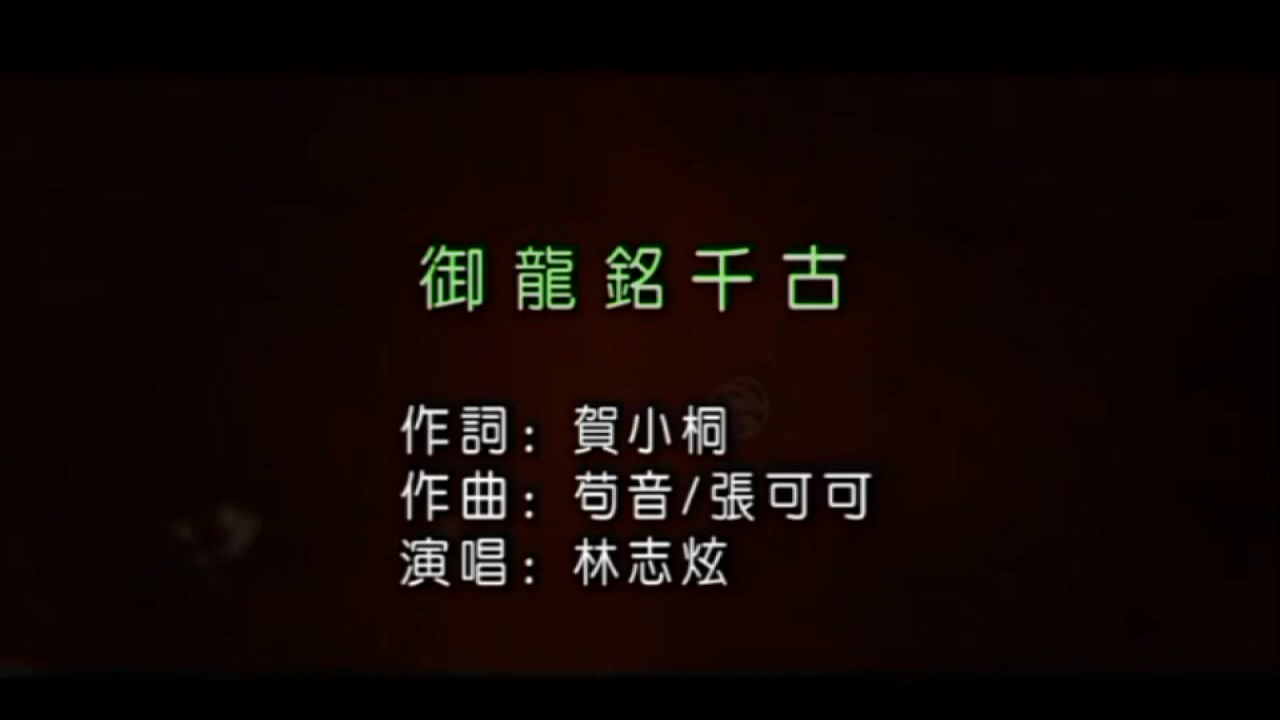 御龍銘千古
作詞: 賀小桐
作曲: 苟音/張可可
演唱: 林志炫